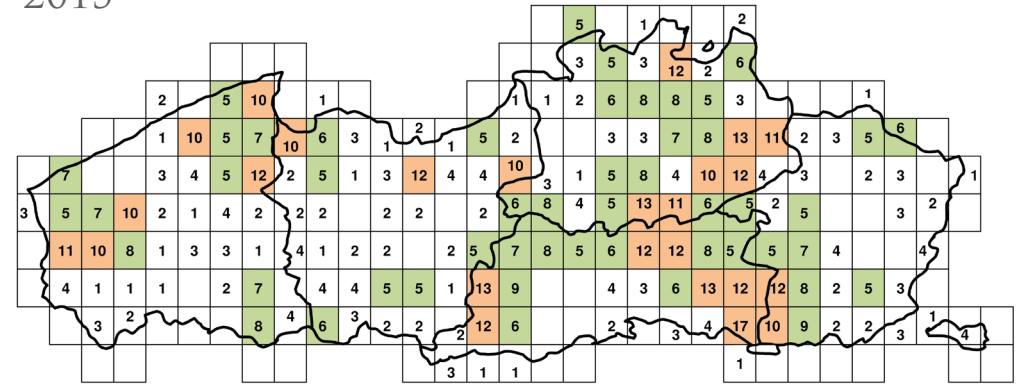 2015
5 1 2
3 5 3 12 2 6
2 5 10 1 1 1 2 6 8 8 5 3 1
1 10 5 7 10 6 3 1 2 1 5 2 3 3 7 8 13 11 2 3 5 6
7 3 4 5 12 2 5 1 3 12 4 4 10 3 1 5 8 4 10 12 4 3 2 3 1
3 5 7 10 2 1 4 2 2 2 2 2 2 6 8 4 5 13 11 6 5 2 5 3 2
11 10 8 1 3 3 1 4 1 2 2 2 5 7 8 5 6 12 12 8 5 5 7 4 4
4 1 1 1 2 7 4 4 5 5 1 13 9 4 3 6 13 12 12 8 2 5 3
3 2 8 4 6 3 2 2 2 12 6 2 3 4 17 10 9 2 2 3 1 4
3 1 1 1